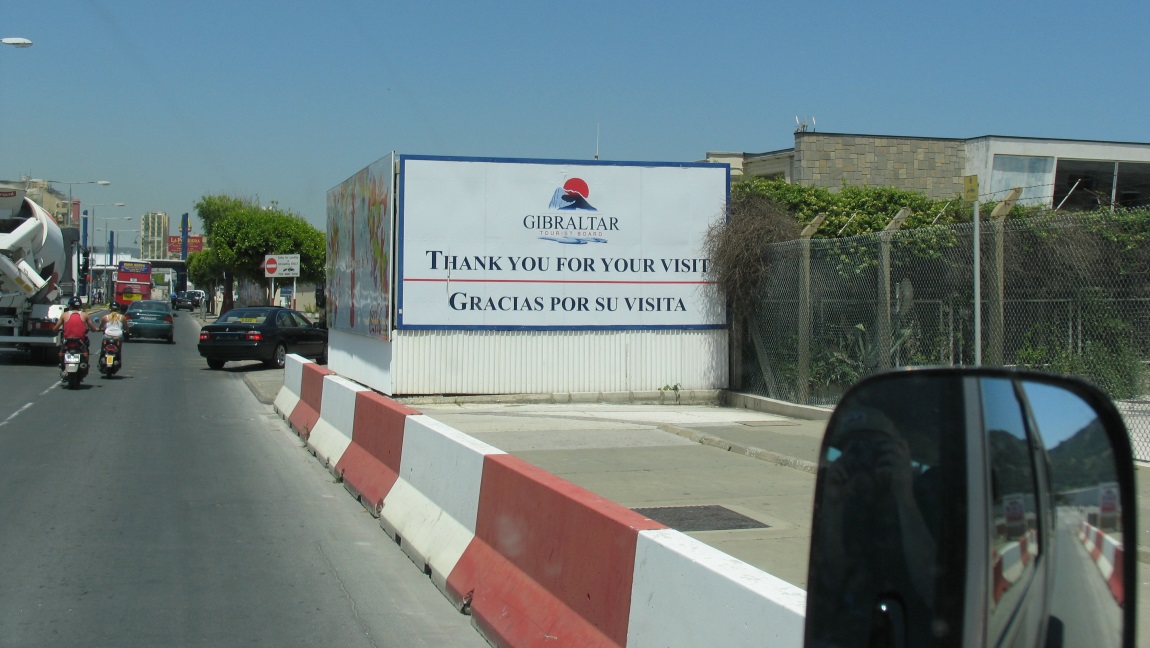 GIBRALTAR
TOURIST BOARD
THANK YOU FOR YOUR VISIT
GRACIAS POR SU VISITA